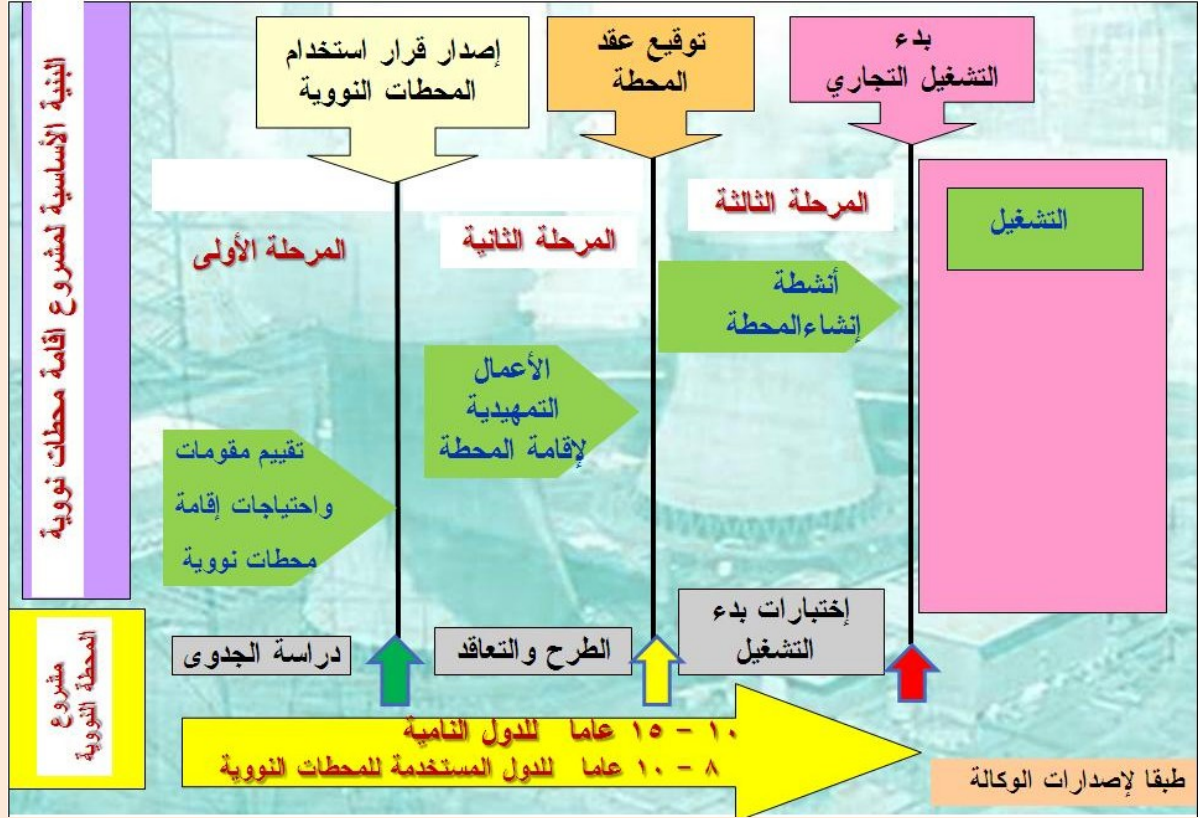 البنية الأساسية لمشروع اقامة محطات نووية
إصدار قرار استخدام
المحطات النووية
توقيع عقد
المحطة
بدء
التشغيل التجاري
المرحلة الأولى
المرحلة الثانية
المرحلة الثالثة
التشغيل
أنشطة
إنشاءالمحطة
الأعمال
التمهيدية
لإقامة المحطة
تقييم مقومات
واحتياجات إقامة
محطات نووية
مشروع
المحطة النووية
دراسة الجدوى
الطرح والتعاقد
إختبارات بدء
التشغيل
١٠ – ١٥ عاما للدول النامية
٨ – ١٠ عاما للدول المستخدمة للمحطات النووية
طبقا لإصدارات الوكالة